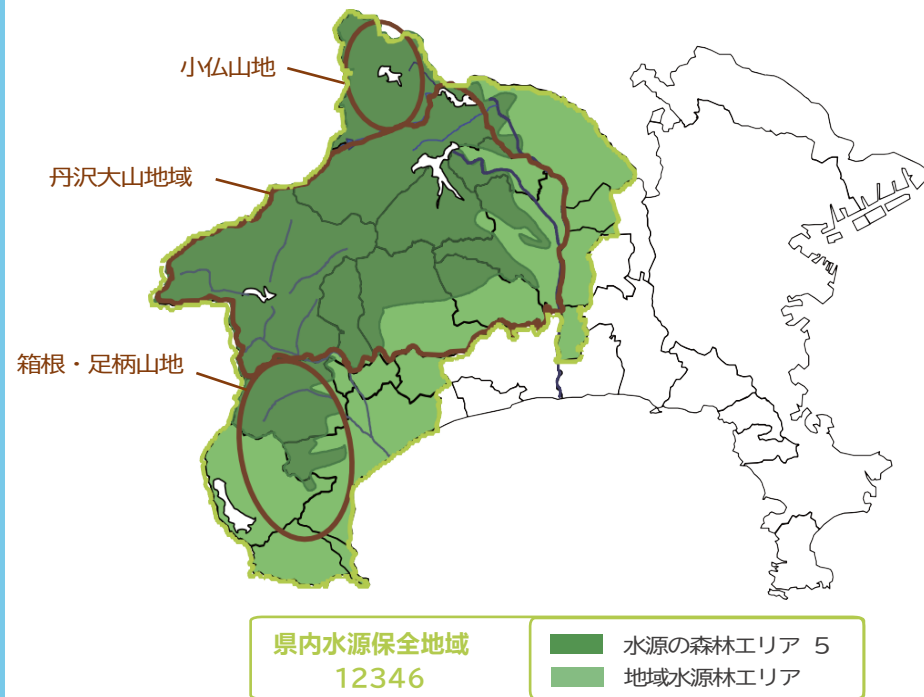 小仏山地
丹沢大山地域
箱根・足柄山地
県内水源保全地域
12346
水源の森林エリア 5
地域水源林エリア